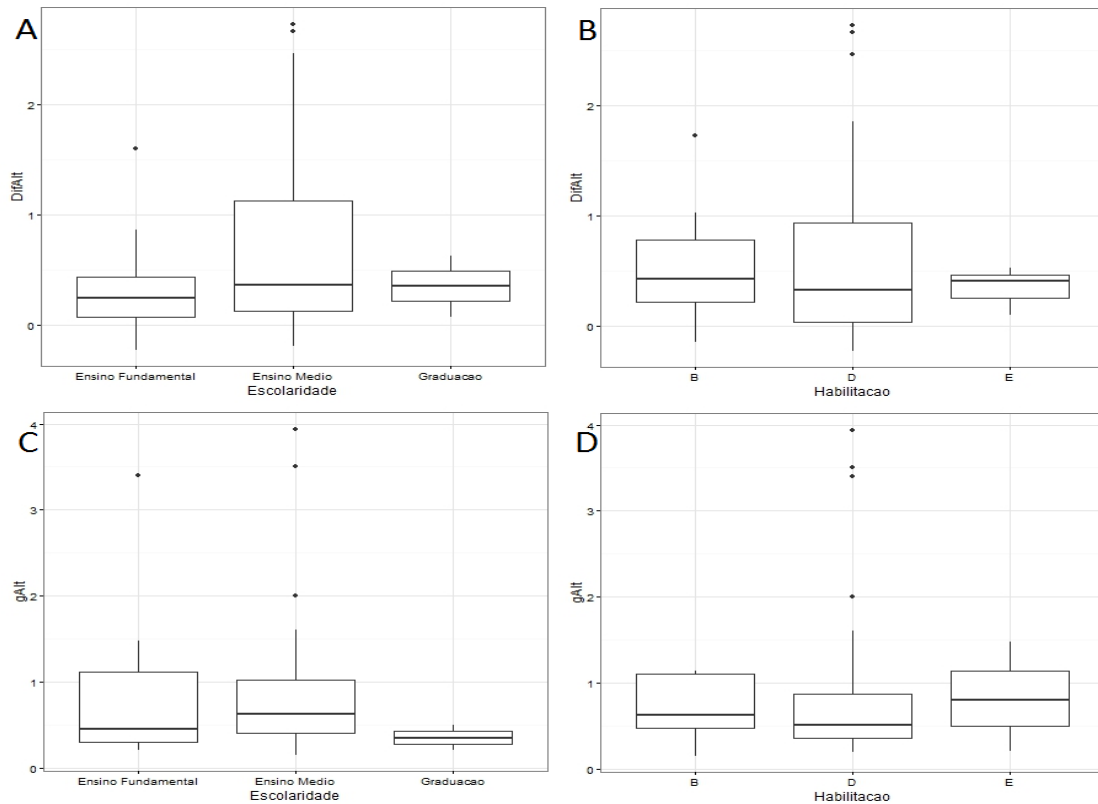 A
DifAlt
2
1
0
Ensino Fundamental Ensino Medio Graduacao
Escolaridade
B
DifAlt
2
1
0
B D E
Habilitacao
C
gAlt
4
3
2
1
0
Ensino Fundamental Ensino Medio Graduacao
Escolaridade
D
gAlt
4
3
2
1
0
B D E
Habilitacao